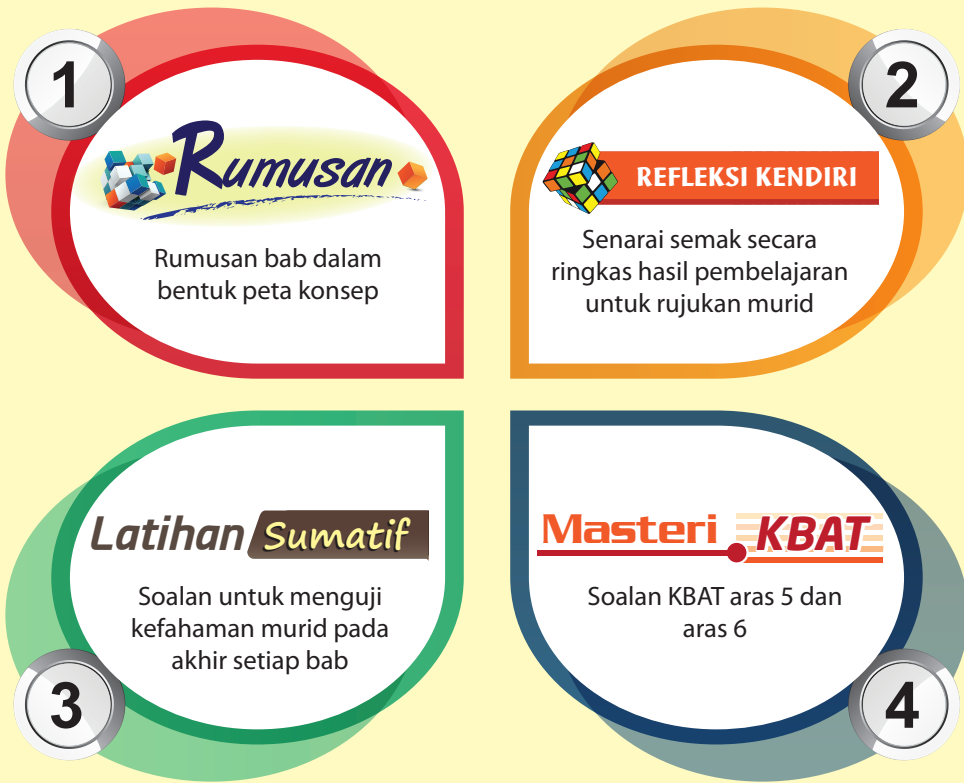 1
Rumusan
Rumusan bab dalam
bentuk peta konsep
2
REFLEKSI KENDIRI
Senarai semak secara
ringkas hasil pembelajaran
untuk rujukan murid
3
Latihan Sumatif
Soalan untuk menguji
kefahaman murid pada
akhir setiap bab
4
Masteri KBAT
Soalan KBAT aras 5 dan
aras 6